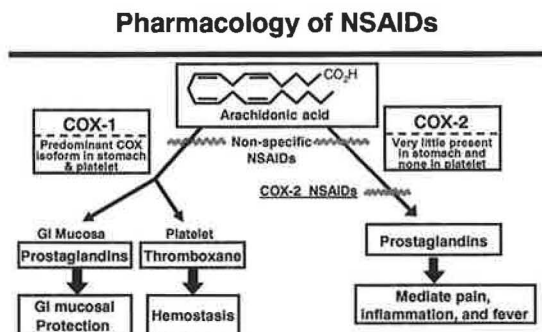 Pharmacology of NSAIDs
CO₂H
Arachidonic acid
COX-1
Predominant COX
isoform in stomach
& platelet
Non-specific
NSAIDs
COX-2
Very little present
in stomach and
none in platelet
COX-2 NSAIDs
GI Mucosa
Prostaglandins
GI mucosal
Protection
Platelet
Thromboxane
Hemostasis
Prostaglandins
Mediate pain,
inflammation, and fever